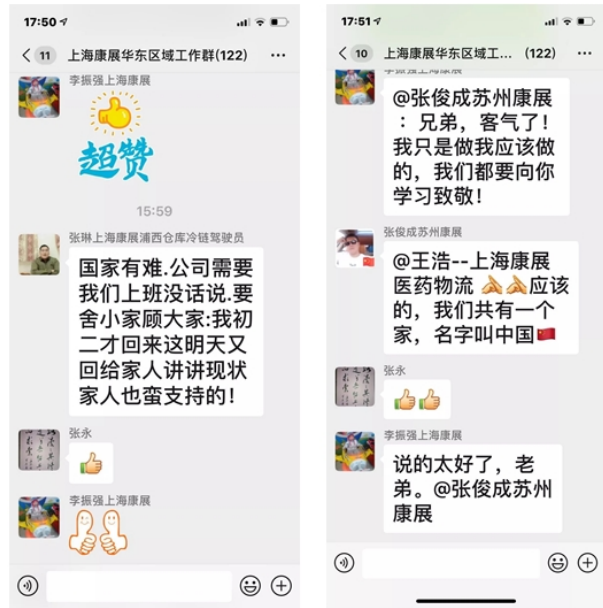 17:50
11
上海康展华东区域工作群(122)
李振强上海康展
超赞
15:59
张琳上海康展浦西仓库冷链驾驶员
国家有难.公司需要
我们上班没话说.要
舍小家顾大家:我初
二才回来这明天又
回给家人讲讲现状
家人也蛮支持的！
张永
李振强上海康展
17:51
10
上海康展华东区域工... (122)
李振强上海康展
@张俊成苏州康展
：兄弟，客气了！
我只是做我应该做
的，我们都要向你
学习致敬！
张俊成苏州康展
@王浩--上海康展
医药物流 🙏🙏应该
的，我们共有一个
家，名字叫中国🇨🇳
张永
李振强上海康展
说的太好了，老
弟。@张俊成苏州
康展